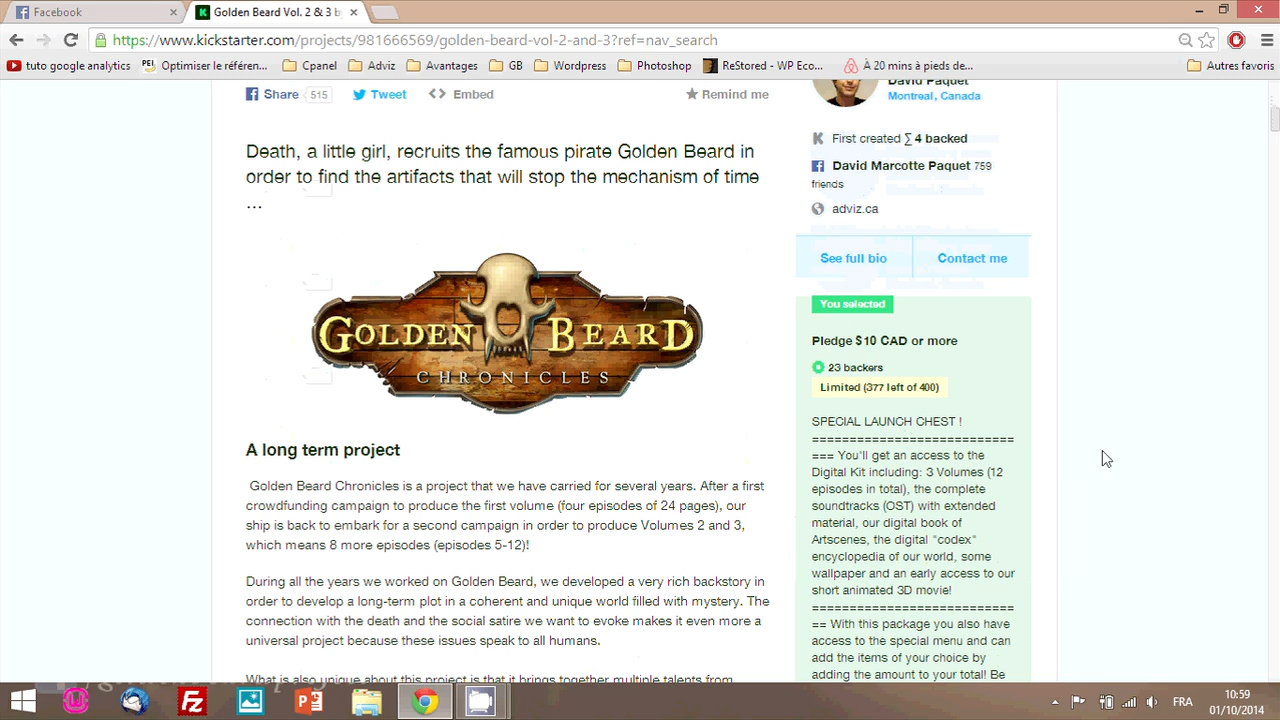 Facebook
Golden Beard Vol. 2 & 3 b
https://www.kickstarter.com/projects/981666569/golden-beard-vol-2-and-3?ref=nav_search
tuto google analytics
Optimiser le référen...
Cpanel
Adviz
Avantages
GB
Wordpress
Photoshop
ReStored - WP Eco...
À 20 mins à pieds de...
Autres favoris
Share 515
Tweet
Embed
Remind me
Death, a little girl, recruits the famous pirate Golden Beard in
order to find the artifacts that will stop the mechanism of time
...
GOLDEN BEARD
CHRONICLES
A long term project
Golden Beard Chronicles is a project that we have carried for several years. After a first
crowdfunding campaign to produce the first volume (four episodes of 24 pages), our
ship is back to embark for a second campaign in order to produce Volumes 2 and 3,
which means 8 more episodes (episodes 5-12)!
During all the years we worked on Golden Beard, we developed a very rich backstory in
order to develop a long-term plot in a coherent and unique world filled with mystery. The
connection with the death and the social satire we want to evoke makes it even more a
universal project because these issues speak to all humans.
What is also unique about this project is that it brings together multiple talents from
David Paquet
Montreal, Canada
First created 4 backed
David Marcotte Paquet 759
friends
adviz.ca
See full bio
Contact me
You selected
Pledge $10 CAD or more
23 backers
Limited (377 left of 400)
SPECIAL LAUNCH CHEST !
===========================
=== You'll get an access to the
Digital Kit including: 3 Volumes (12
episodes in total), the complete
soundtracks (OST) with extended
material, our digital book of
Artscenes, the digital "codex"
encyclopedia of our world, some
wallpaper and an early access to our
short animated 3D movie!
===========================
== With this package you also have
access to the special menu and can
add the items of your choice by
adding the amount to your total! Be
FRA
10:59
01/10/2014